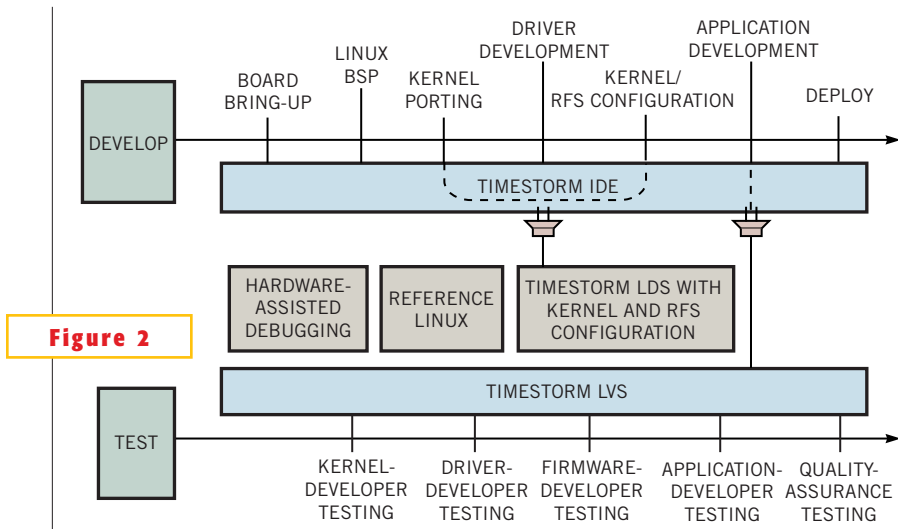 BOARD
BRING-UP
LINUX
BSP
KERNEL
PORTING
DRIVER
DEVELOPMENT
KERNEL/
RFS CONFIGURATION
APPLICATION
DEVELOPMENT
DEPLOY
DEVELOP
TIMESTORM IDE
HARDWARE-
ASSISTED
DEBUGGING
REFERENCE
LINUX
TIMESTORM LDS WITH
KERNEL AND RFS
CONFIGURATION
Figure 2
TIMESTORM LVS
TEST
KERNEL-
DEVELOPER
TESTING
DRIVER-
DEVELOPER
TESTING
FIRMWARE-
DEVELOPER
TESTING
APPLICATION-
DEVELOPER
TESTING
QUALITY-
ASSURANCE
TESTING